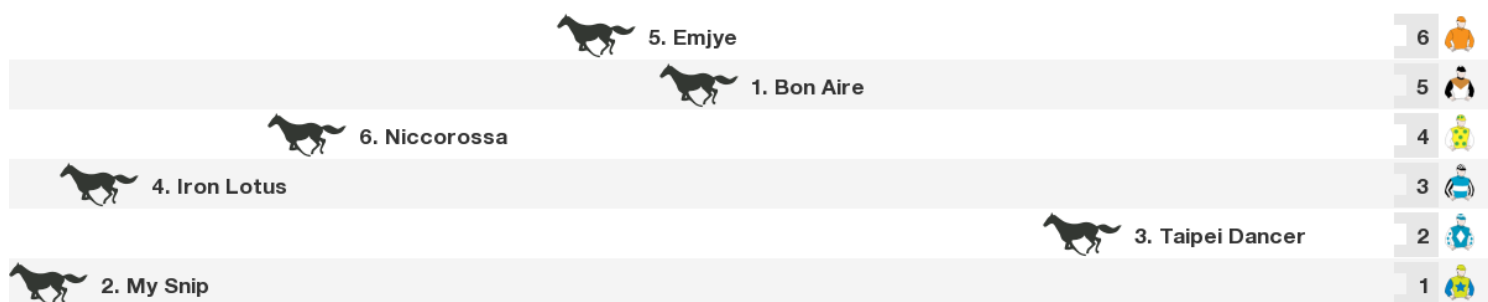 5. Emjye 6
1. Bon Aire 5
6. Niccorossa 4
4. Iron Lotus 3
3. Taipei Dancer 2
2. My Snip 1